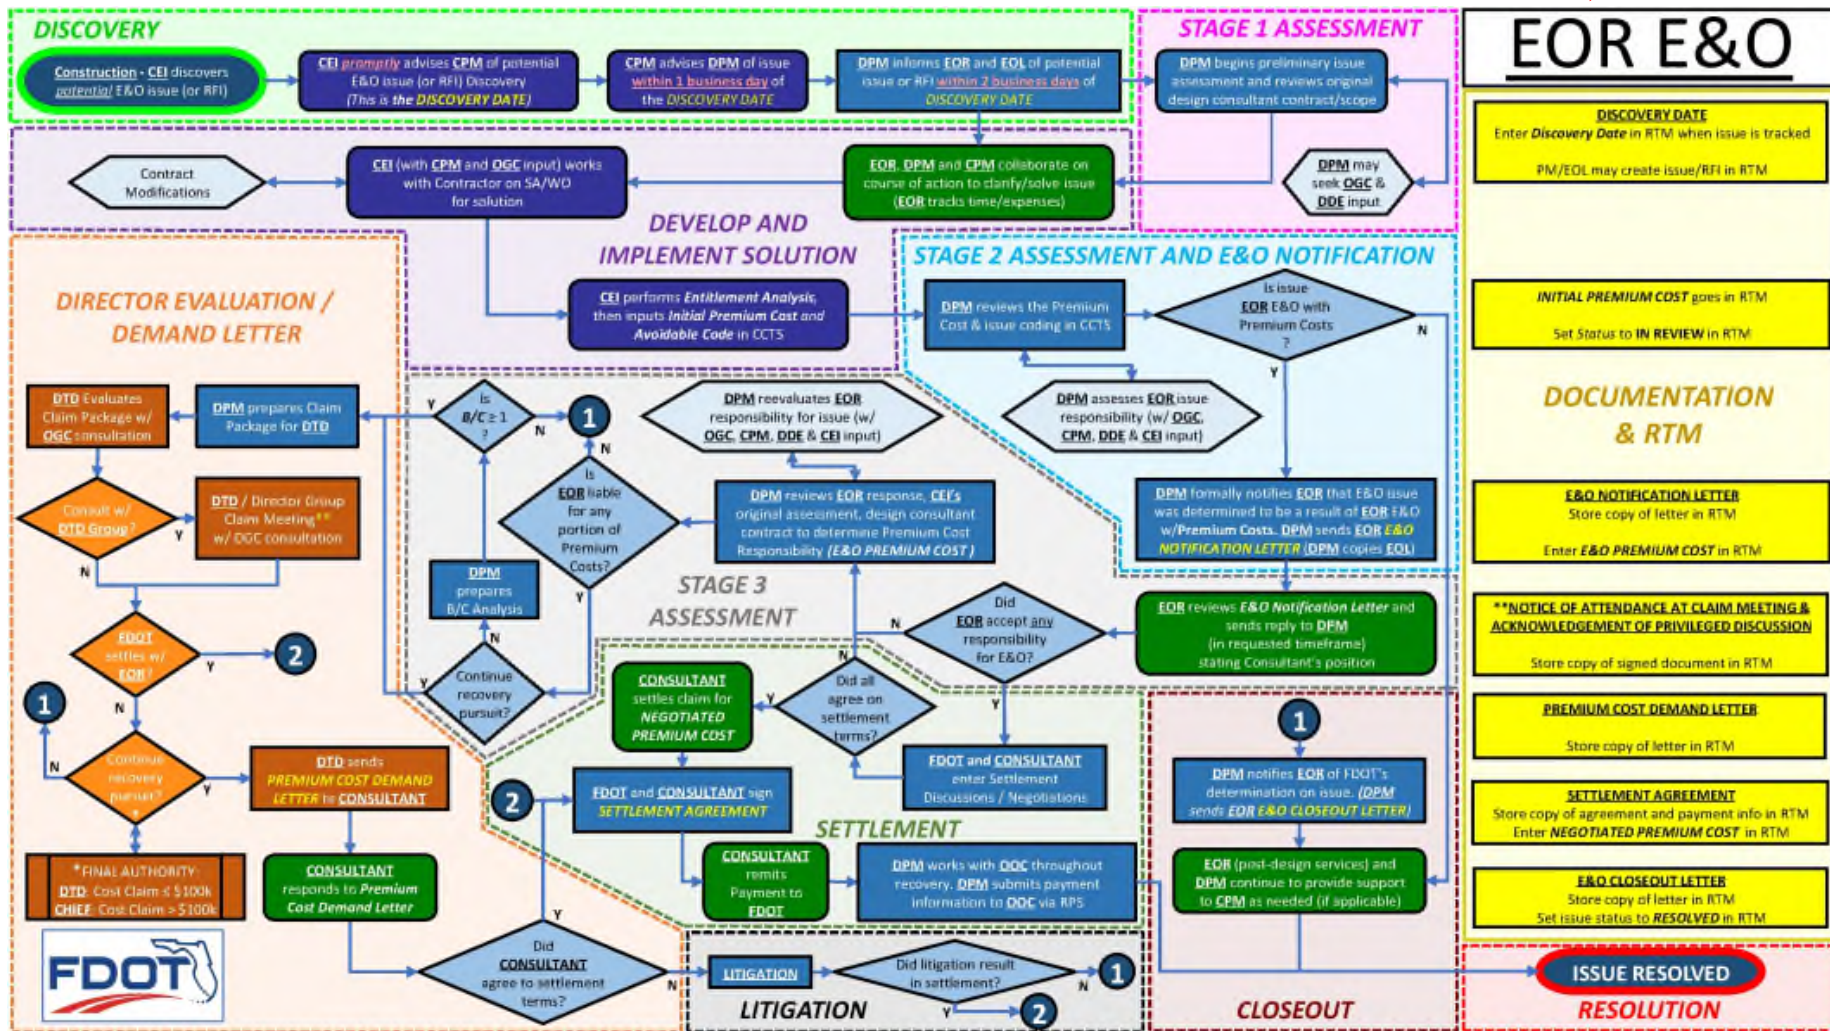 DISCOVERY
Construction - CEI discovers
potential E&O issue (or RFI)
CEI promptly advises CPM of potential
E&O issue (or RFI) Discovery
(This is the DISCOVERY DATE)
CPM advises DPM of issue
within 1 business day of
the DISCOVERY DATE
DPM informs EOR and EOL of potential
issue or RFI within 2 business days of
DISCOVERY DATE
STAGE 1 ASSESSMENT
DPM begins preliminary issue
assessment and reviews original
design consultant contract/scope
DPM may
seek OGC &
DDE input
EOR, DPM and CPM collaborate on
course of action to clarify/solve issue
(EOR tracks time/expenses)
CEI (with CPM and OGC input) works
with Contractor on SA/WO
for solution
Contract
Modifications
DEVELOP AND
IMPLEMENT SOLUTION
CEI performs Entitlement Analysis,
then inputs Initial Premium Cost and
Avoidable Code in CCTS
STAGE 2 ASSESSMENT AND E&O NOTIFICATION
DPM reviews the Premium
Cost & issue coding in CCTS
Is issue
EOR E&O with
Premium Costs
?
N
Y
DPM assesses EOR issue
responsibility (w/ OGC,
CPM, DDE & CEI input)
DPM formally notifies EOR that E&O issue
was determined to be a result of EOR E&O
w/Premium Costs. DPM sends EOR E&O
NOTIFICATION LETTER (DPM copies EOL)
EOR reviews E&O Notification Letter and
sends reply to DPM
(in requested timeframe)
stating Consultant's position
Did
EOR accept any
responsibility
for E&O?
N
Y
STAGE 3
ASSESSMENT
DPM reevaluates EOR
responsibility for issue (w/
OGC, CPM, DDE & CEI input)
DPM reviews EOR response, CEI's
original assessment, design consultant
contract to determine Premium Cost
Responsibility (E&O PREMIUM COST )
Is
EOR liable
for any
portion of
Premium
Costs?
N
Y
1
Is
B/C ≥ 1
?
Y
N
DPM
prepares
B/C Analysis
N
Continue
recovery
pursuit?
Y
DIRECTOR EVALUATION /
DEMAND LETTER
DPM prepares Claim
Package for DTD
DTD Evaluates
Claim Package w/
OGC consultation
Consult w/
DTD Group?
Y
N
DTD / Director Group
Claim Meeting**
w/ OGC consultation
FDOT
settles w/
EOR?
Y
2
N
1
Continue
recovery
pursuit?
*
N
Y
DTD sends
PREMIUM COST DEMAND
LETTER to CONSULTANT
*FINAL AUTHORITY:
DTD: Cost Claim ≤ $100k
CHIEF: Cost Claim > $100k
CONSULTANT
responds to Premium
Cost Demand Letter
FDOT
Did
CONSULTANT
agree to settlement
terms?
Y
N
2
CONSULTANT
settles claim for
NEGOTIATED
PREMIUM COST
Y
Did all
agree on
settlement
terms?
N
FDOT and CONSULTANT
enter Settlement
Discussions / Negotiations
FDOT and CONSULTANT sign
SETTLEMENT AGREEMENT
SETTLEMENT
CONSULTANT
remits
Payment to
FDOT
DPM works with OOC throughout
recovery. DPM submits payment
information to OOC via RPS
LITIGATION
Did litigation result
in settlement?
N
1
Y
2
LITIGATION
1
DPM notifies EOR of FDOT's
determination on issue. (DPM
sends EOR E&O CLOSEOUT LETTER)
EOR (post-design services) and
DPM continue to provide support
to CPM as needed (if applicable)
CLOSEOUT
EOR E&O
DISCOVERY DATE
Enter Discovery Date in RTM when issue is tracked
PM/EOL may create issue/RFI in RTM
INITIAL PREMIUM COST goes in RTM
Set Status to IN REVIEW in RTM
DOCUMENTATION
& RTM
E&O NOTIFICATION LETTER
Store copy of letter in RTM
Enter E&O PREMIUM COST in RTM
**NOTICE OF ATTENDANCE AT CLAIM MEETING &
ACKNOWLEDGEMENT OF PRIVILEGED DISCUSSION
Store copy of signed document in RTM
PREMIUM COST DEMAND LETTER
Store copy of letter in RTM
SETTLEMENT AGREEMENT
Store copy of agreement and payment info in RTM
Enter NEGOTIATED PREMIUM COST in RTM
E&O CLOSEOUT LETTER
Store copy of letter in RTM
Set issue status to RESOLVED in RTM
ISSUE RESOLVED
RESOLUTION